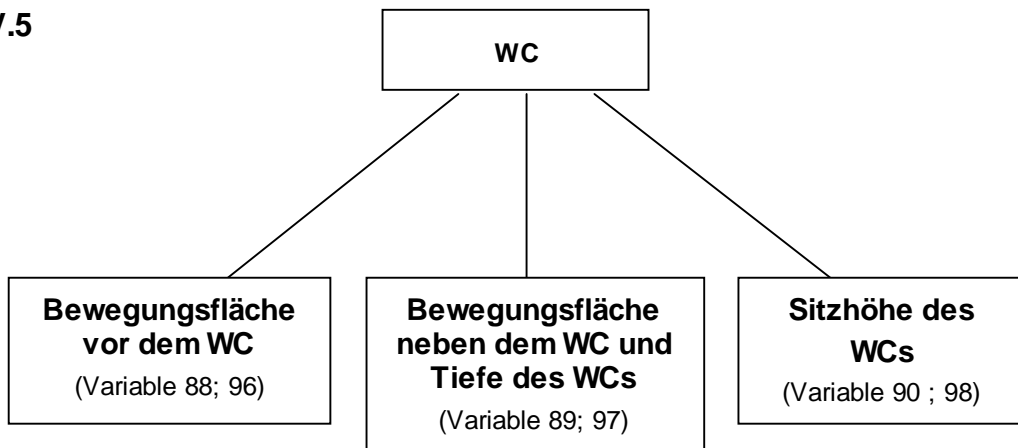 .5
WC
Bewegungsfläche
vor dem WC
(Variable 88; 96)
Bewegungsfläche
neben dem WC und
Tiefe des WCs
(Variable 89; 97)
Sitzhöhe des
WCs
(Variable 90 ; 98)